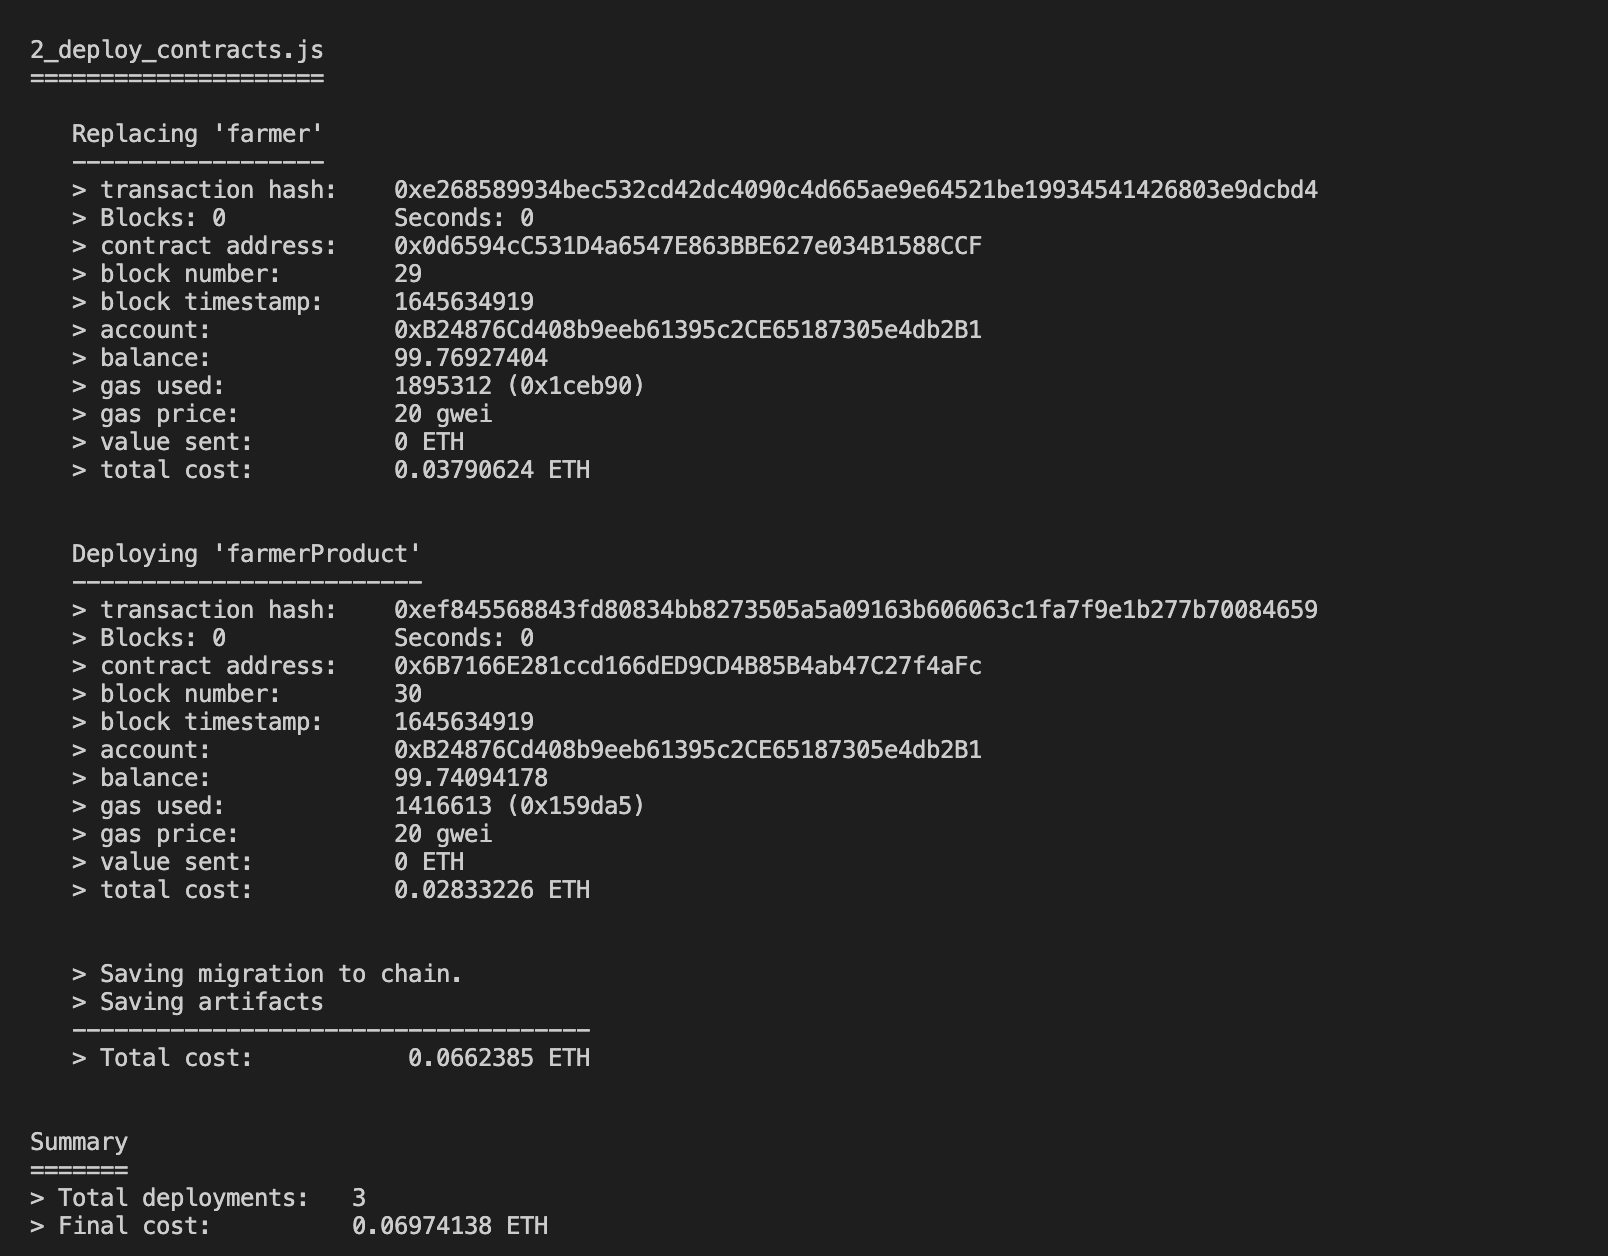 2_deploy_contracts.js
=====================
Replacing 'farmer'
------------------
> transaction hash:    0xe268589934bec532cd42dc4090c4d665ae9e64521be19934541426803e9dcbd4
> Blocks: 0            Seconds: 0
> contract address:    0x0d6594cC531D4a6547E863BBE627e034B1588CCF
> block number:        29
> block timestamp:     1645634919
> account:             0xB24876Cd408b9eeb61395c2CE65187305e4db2B1
> balance:             99.76927404
> gas used:            1895312 (0x1ceb90)
> gas price:           20 gwei
> value sent:          0 ETH
> total cost:          0.03790624 ETH
Deploying 'farmerProduct'
-------------------------
> transaction hash:    0xef845568843fd80834bb8273505a5a09163b606063c1fa7f9e1b277b70084659
> Blocks: 0            Seconds: 0
> contract address:    0x6B7166E281ccd166dED9CD4B85B4ab47C27f4aFc
> block number:        30
> block timestamp:     1645634919
> account:             0xB24876Cd408b9eeb61395c2CE65187305e4db2B1
> balance:             99.74094178
> gas used:            1416613 (0x159da5)
> gas price:           20 gwei
> value sent:          0 ETH
> total cost:          0.02833226 ETH
> Saving migration to chain.
> Saving artifacts
-------------------------------------
> Total cost:           0.0662385 ETH
Summary
=======
> Total deployments:   3
> Final cost:          0.06974138 ETH